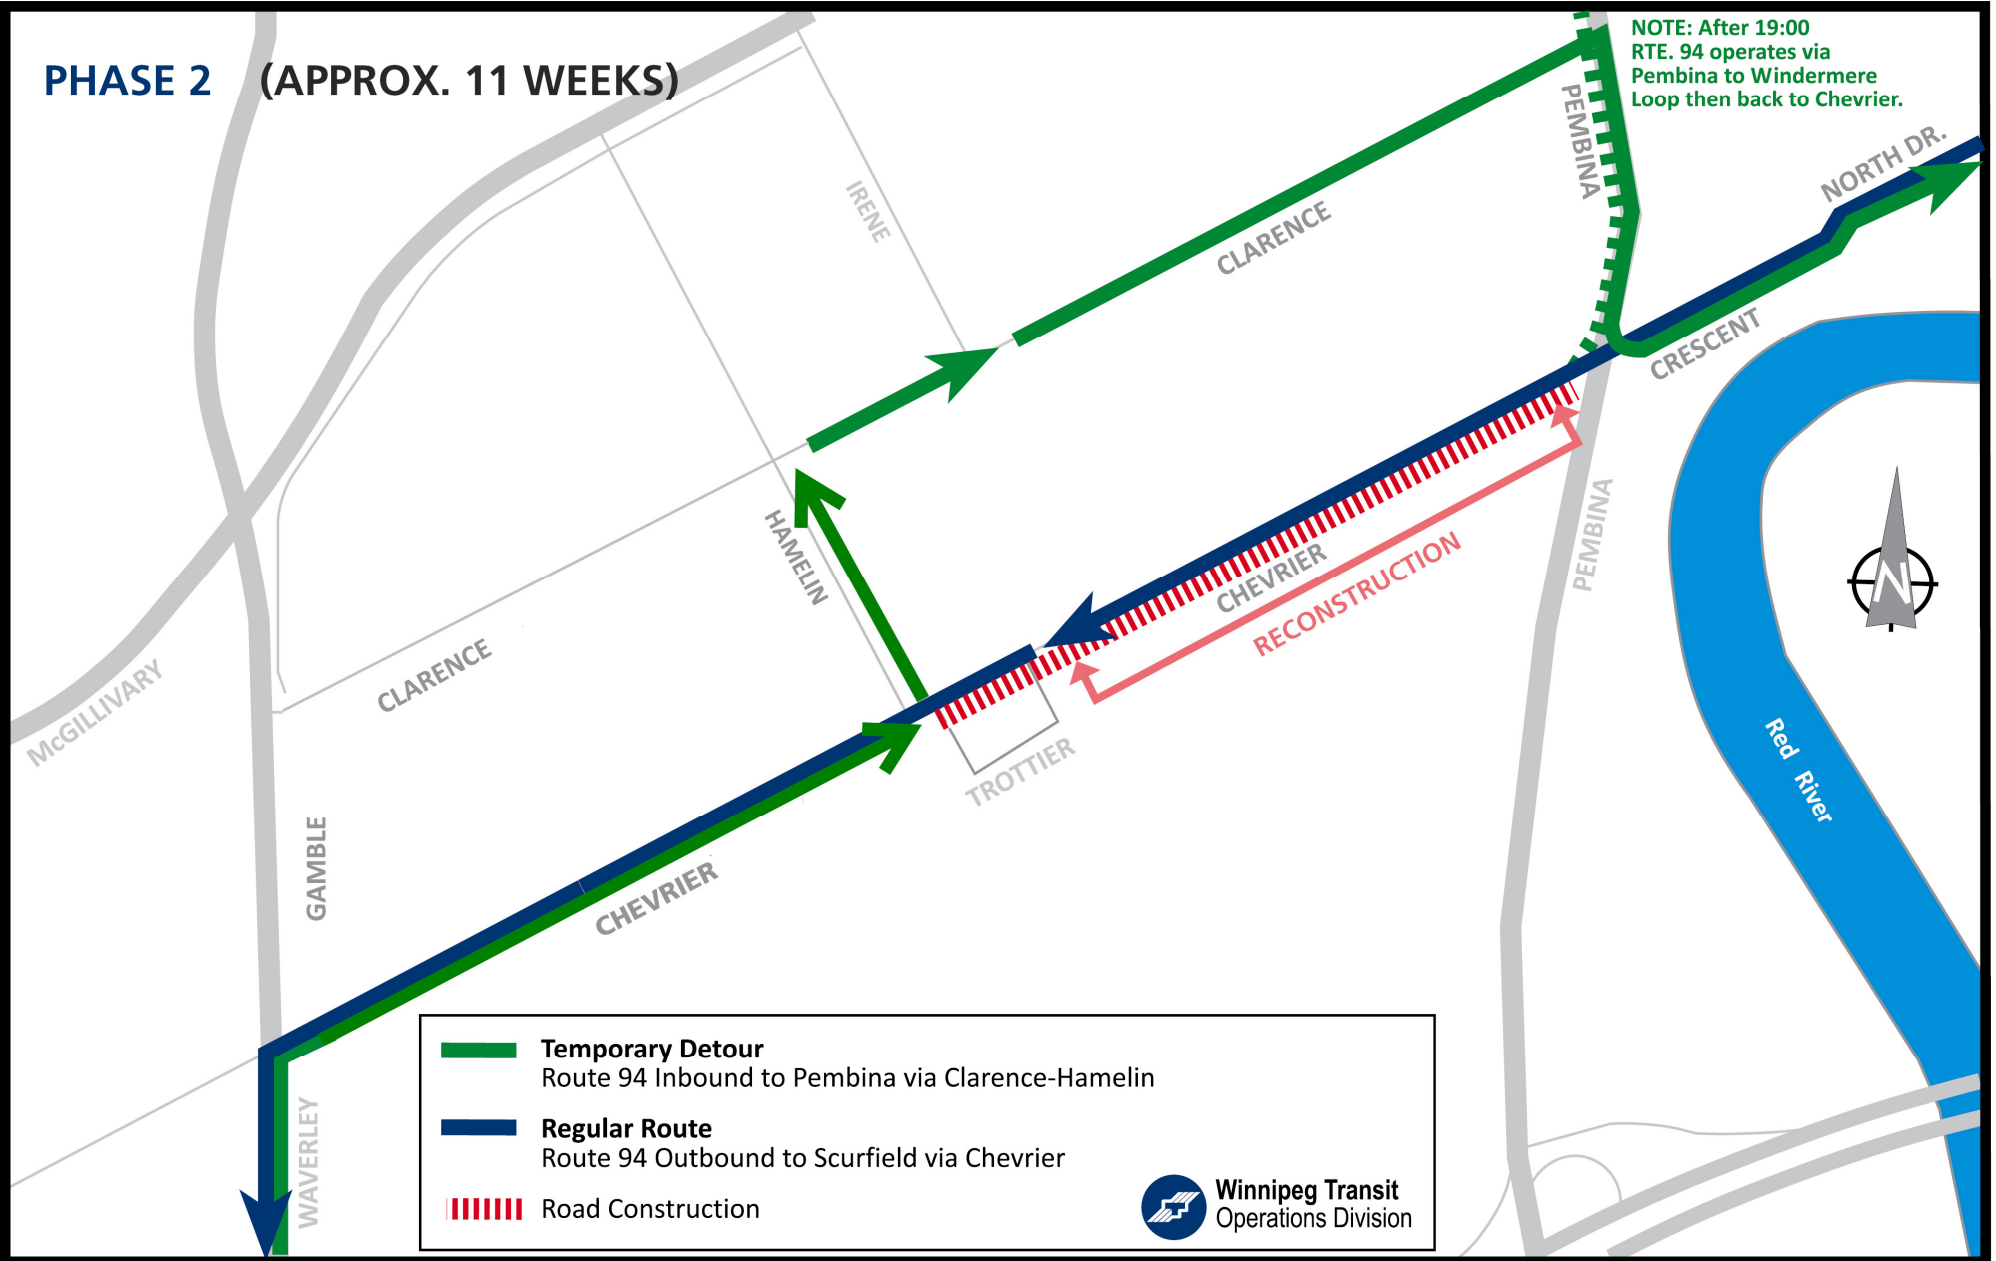 PHASE 2 (APPROX. 11 WEEKS)
NOTE: After 19:00
RTE. 94 operates via
Pembina to Windermere
Loop then back to Chevrier.
PEMBINA
NORTH DR.
IRENE
CLARENCE
CRESCENT
HAMELIN
CHEVRIER
RECONSTRUCTION
PEMBINA
N
McGILLIVARY
CLARENCE
TROTTIER
Red River
GAMBLE
CHEVRIER
WAVERLEY
Temporary Detour
Route 94 Inbound to Pembina via Clarence-Hamelin
Regular Route
Route 94 Outbound to Scurfield via Chevrier
Road Construction
Winnipeg Transit
Operations Division